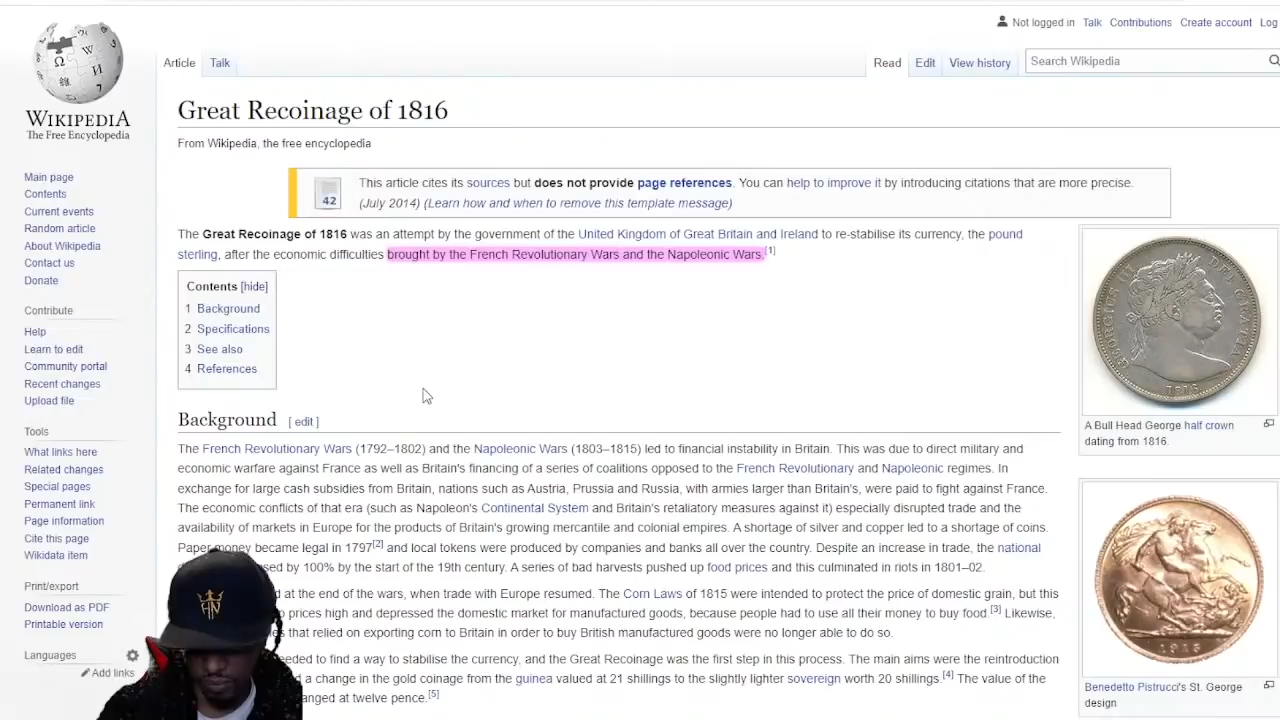 Not logged in Talk Contributions Create account Log
Article Talk Read Edit View history Search Wikipedia
WIKIPEDIA
The Free Encyclopedia
Main page
Contents
Current events
Random article
About Wikipedia
Contact us
Donate
Contribute
Help
Learn to edit
Community portal
Recent changes
Upload file
Tools
What links here
Related changes
Special pages
Permanent link
Page information
Cite this page
Wikidata item
Print/export
Download as PDF
Printable version
Languages
Add links
Great Recoinage of 1816
From Wikipedia, the free encyclopedia
42
This article cites its sources but does not provide page references. You can help to improve it by introducing citations that are more precise.
(July 2014) (Learn how and when to remove this template message)
The Great Recoinage of 1816 was an attempt by the government of the United Kingdom of Great Britain and Ireland to re-stabilise its currency, the pound
sterling, after the economic difficulties brought by the French Revolutionary Wars and the Napoleonic Wars.[1]
Contents [hide]
1 Background
2 Specifications
3 See also
4 References
Background [ edit ]
The French Revolutionary Wars (1792–1802) and the Napoleonic Wars (1803–1815) led to financial instability in Britain. This was due to direct military and
economic warfare against France as well as Britain's financing of a series of coalitions opposed to the French Revolutionary and Napoleonic regimes. In
exchange for large cash subsidies from Britain, nations such as Austria, Prussia and Russia, with armies larger than Britain's, were paid to fight against France.
The economic conflicts of that era (such as Napoleon's Continental System and Britain's retaliatory measures against it) especially disrupted trade and the
availability of markets in Europe for the products of Britain's growing mercantile and colonial empires. A shortage of silver and copper led to a shortage of coins.
Paper money became legal in 1797[2] and local tokens were produced by companies and banks all over the country. Despite an increase in trade, the national
by 100% by the start of the 19th century. A series of bad harvests pushed up food prices and this culminated in riots in 1801–02.
at the end of the wars, when trade with Europe resumed. The Corn Laws of 1815 were intended to protect the price of domestic grain, but this
prices high and depressed the domestic market for manufactured goods, because people had to use all their money to buy food.[3] Likewise,
that relied on exporting corn to Britain in order to buy British manufactured goods were no longer able to do so.
to find a way to stabilise the currency, and the Great Recoinage was the first step in this process. The main aims were the reintroduction
a change in the gold coinage from the guinea valued at 21 shillings to the slightly lighter sovereign worth 20 shillings.[4] The value of the
at twelve pence.[5]
GEORGIUS III DEI GRATIA
1816
A Bull Head George half crown
dating from 1816.
Benedetto Pistrucci's St. George
design